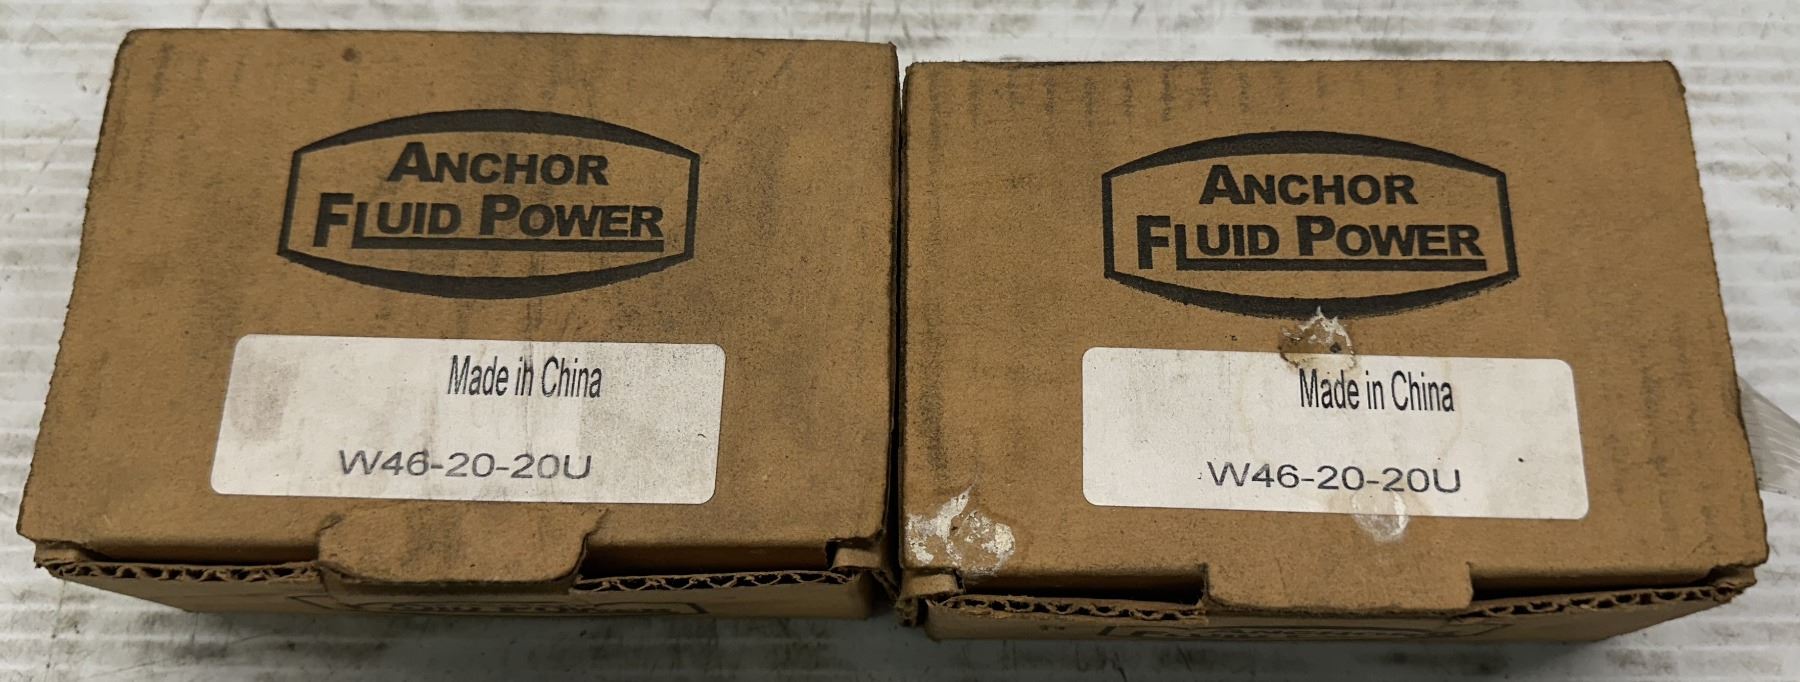 ANCHOR
FLUID POWER
Made in China
W46-20-20U
ANCHOR
FLUID POWER
Made in China
W46-20-20U